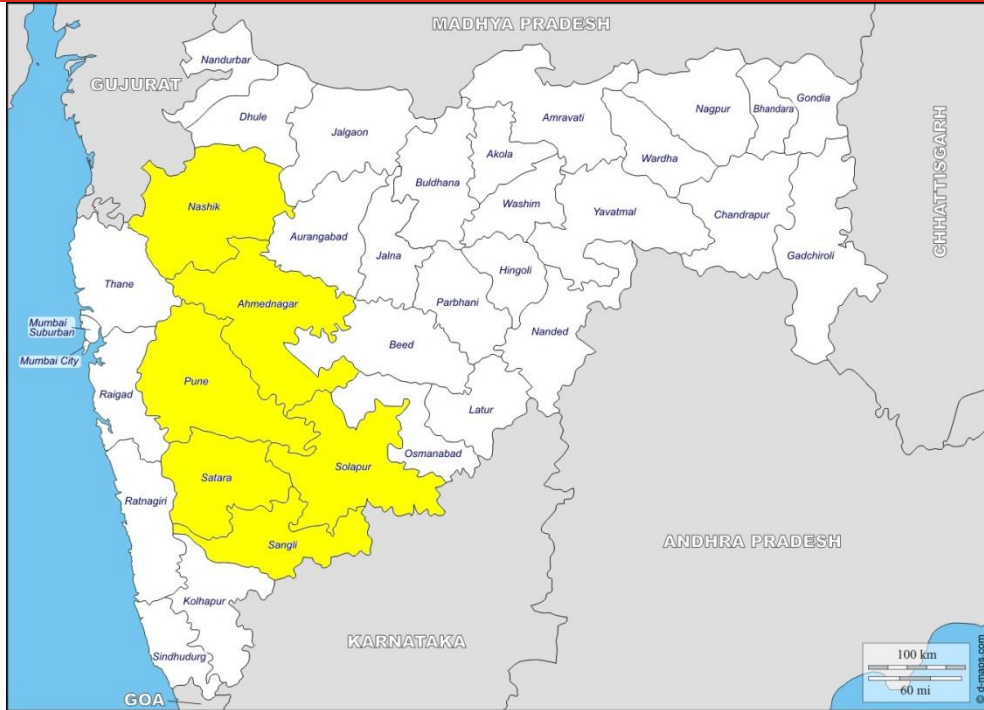 MADHYA PRADESH
Nandurbar
GUJURAT
Dhule
Jalgaon
Amravati
Nagpur
Bhandara
Gondia
Akola
Wardha
Buldhana
Nashik
Washim
Yavatmal
Chandrapur
CHHATTISGARH
Aurangabad
Jalna
Hingoli
Gadchiroli
Thane
Ahmednagar
Parbhani
Mumbai
Suburban
Nanded
Beed
Mumbai City
Pune
Raigad
Latur
Osmanabad
Solapur
Satara
Ratnagiri
Sangli
ANDHRA PRADESH
Kolhapur
KARNATAKA
Sindhudurg
100 km
60 mi
GOA
© d-maps.com